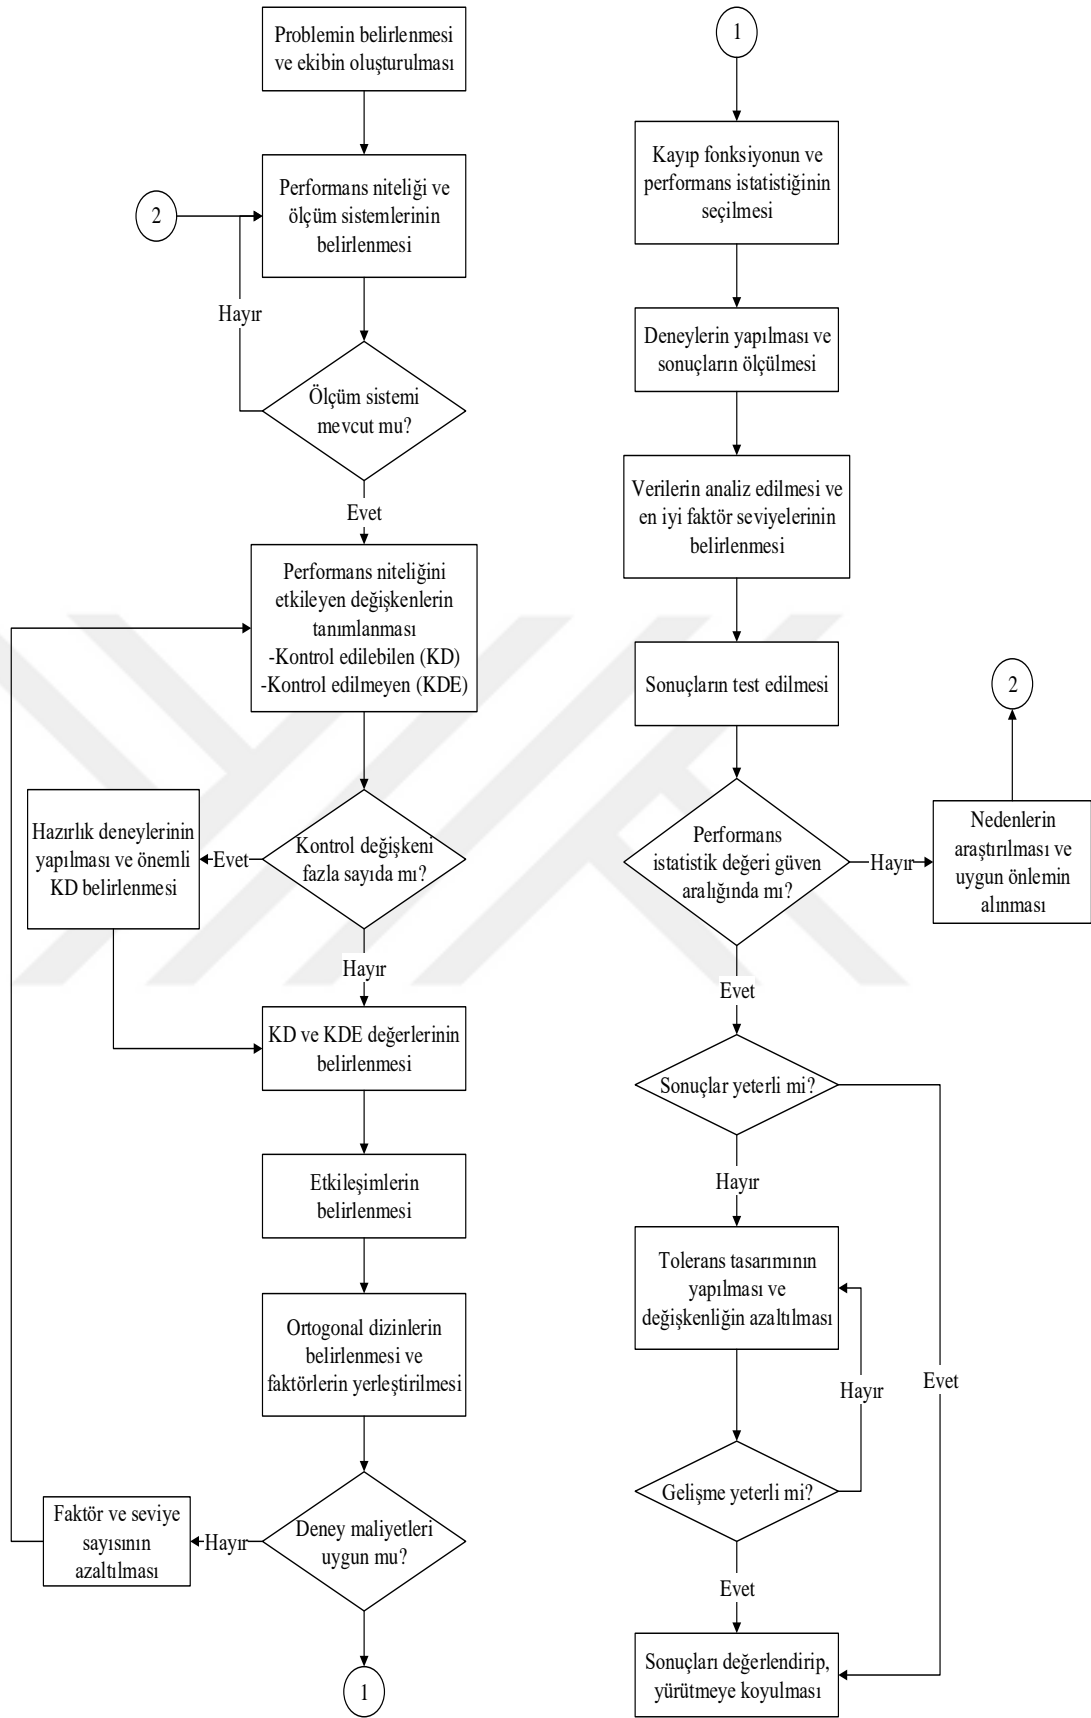 Problemin belirlenmesi
ve ekibin oluşturulması
2
Performans niteliği ve
ölçüm sistemlerinin
belirlenmesi
Hayır
Ölçüm sistemi
mevcut mu?
Evet
Performans niteliğini
etkileyen değişkenlerin
tanımlanması
-Kontrol edilebilen (KD)
-Kontrol edilmeyen (KDE)
Hazırlık deneylerinin
yapılması ve önemli
KD belirlenmesi
Evet
Kontrol değişkeni
fazla sayıda mı?
Hayır
KD ve KDE değerlerinin
belirlenmesi
Etkileşimlerin
belirlenmesi
Ortogonal dizinlerin
belirlenmesi ve
faktörlerin yerleştirilmesi
Faktör ve seviye
sayısının
azaltılması
Hayır
Deney maliyetleri
uygun mu?
1
1
Kayıp fonksiyonun ve
performans istatistiğinin
seçilmesi
Deneylerin yapılması ve
sonuçların ölçülmesi
Verilerin analiz edilmesi ve
en iyi faktör seviyelerinin
belirlenmesi
Sonuçların test edilmesi
2
Performans
istatistik değeri güven
aralığında mı?
Hayır
Nedenlerin
araştırılması ve
uygun önlemin
alınması
Evet
Sonuçlar yeterli mi?
Hayır
Tolerans tasarımının
yapılması ve
değişkenliğin azaltılması
Hayır
Evet
Gelişme yeterli mi?
Evet
Sonuçları değerlendirip,
yürütmeye koyulması